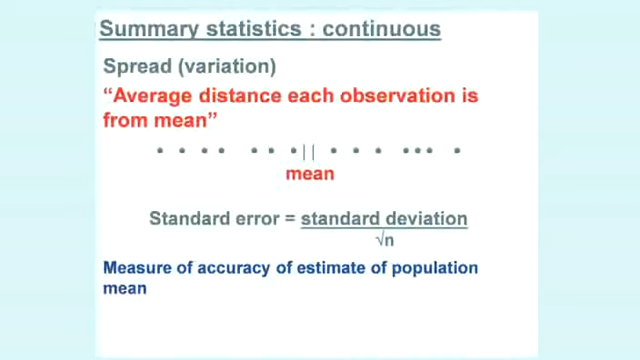 Summary statistics : continuous
Spread (variation)
“Average distance each observation is
from mean”
mean
Standard error = standard deviation
√n
Measure of accuracy of estimate of population
mean